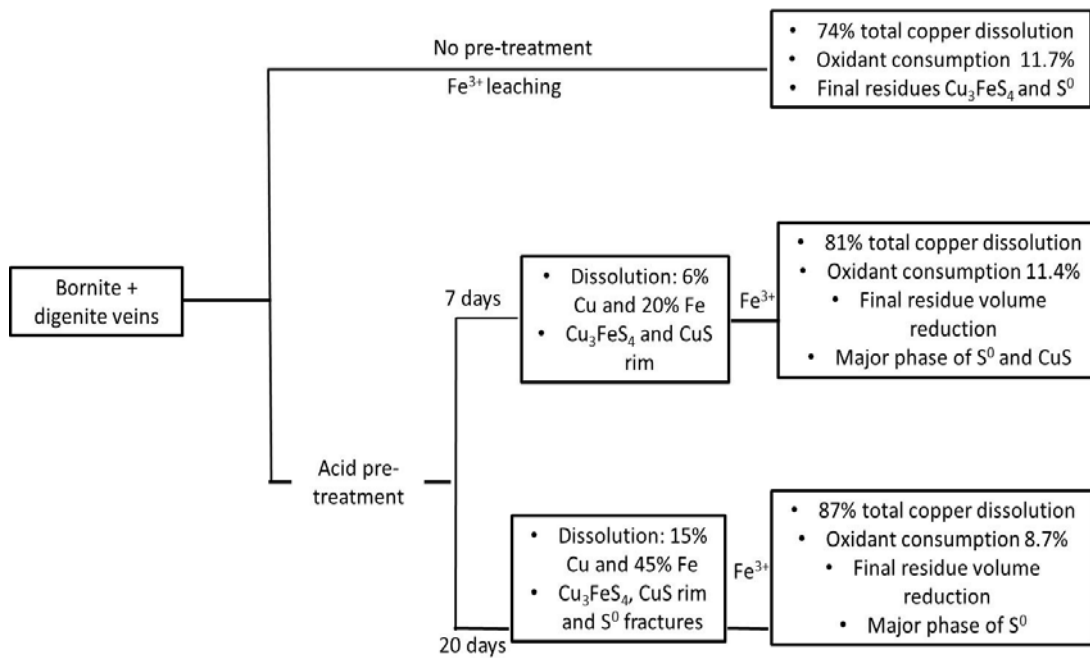 Bornite +
digenite veins
No pre-treatment
Fe³⁺ leaching
• 74% total copper dissolution
• Oxidant consumption 11.7%
• Final residues Cu₃FeS₄ and S⁰
Acid pre-
treatment
7 days
• Dissolution: 6%
Cu and 20% Fe
• Cu₃FeS₄ and CuS
rim
Fe³⁺
• 81% total copper dissolution
• Oxidant consumption 11.4%
• Final residue volume
reduction
• Major phase of S⁰ and CuS
20 days
• Dissolution: 15%
Cu and 45% Fe
• Cu₃FeS₄, CuS rim
and S⁰ fractures
Fe³⁺
• 87% total copper dissolution
• Oxidant consumption 8.7%
• Final residue volume
reduction
• Major phase of S⁰